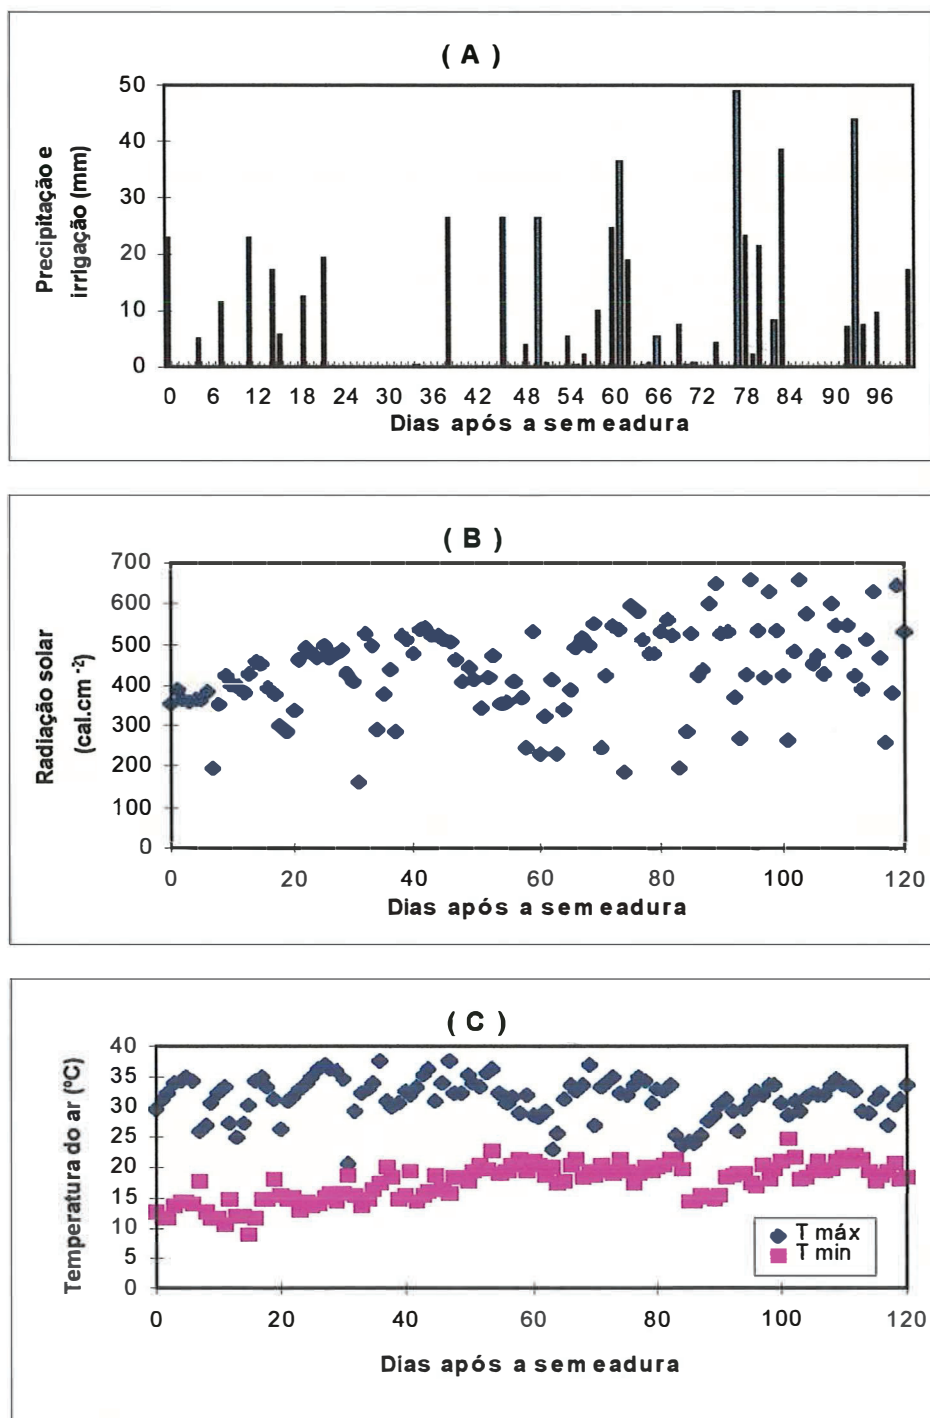 ( A )
50
40
30
20
10
0
Precipitação e
irrigação (mm)
0 6 12 18 24 30 36 42 48 54 60 66 72 78 84 90 96
Dias após a semeadura
( B )
700
600
500
400
300
200
100
0
Radiação solar
(cal.cm⁻²)
0 20 40 60 80 100 120
Dias após a semeadura
( C )
40
35
30
25
20
15
10
5
0
Temperatura do ar (ºC)
T máx
T min
0 20 40 60 80 100 120
Dias após a semeadura